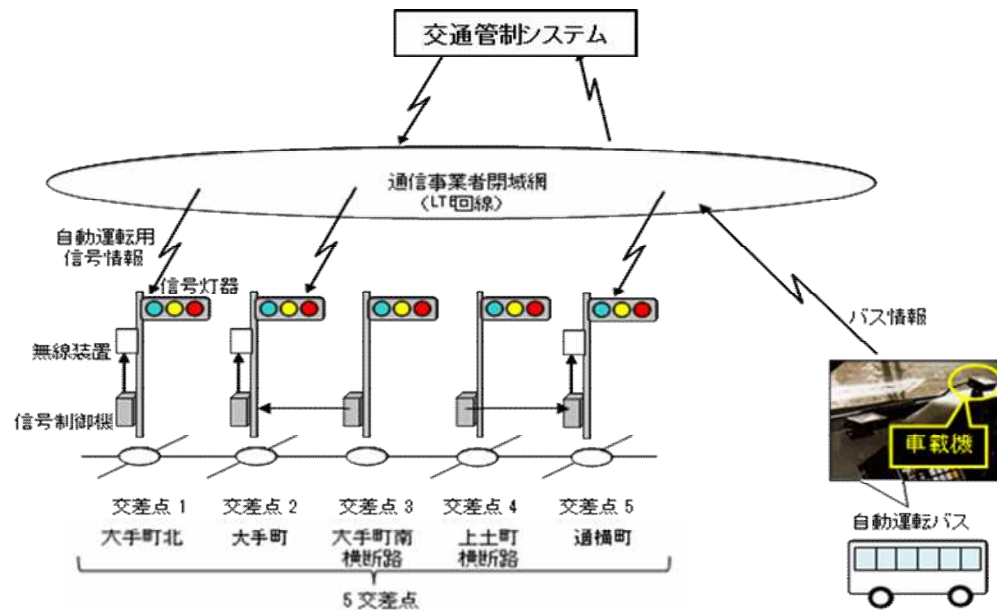 交通管制システム
通信事業者閉域網
〈LTE回線〉
自動運転用
信号情報
信号灯器
バス情報
無線装置
信号制御機
車載機
交差点 1
交差点 2
交差点 3
交差点 4
交差点 5
大手町北
大手町
大手町南
横断路
上土町
横断路
通横町
自動運転バス
5 交差点